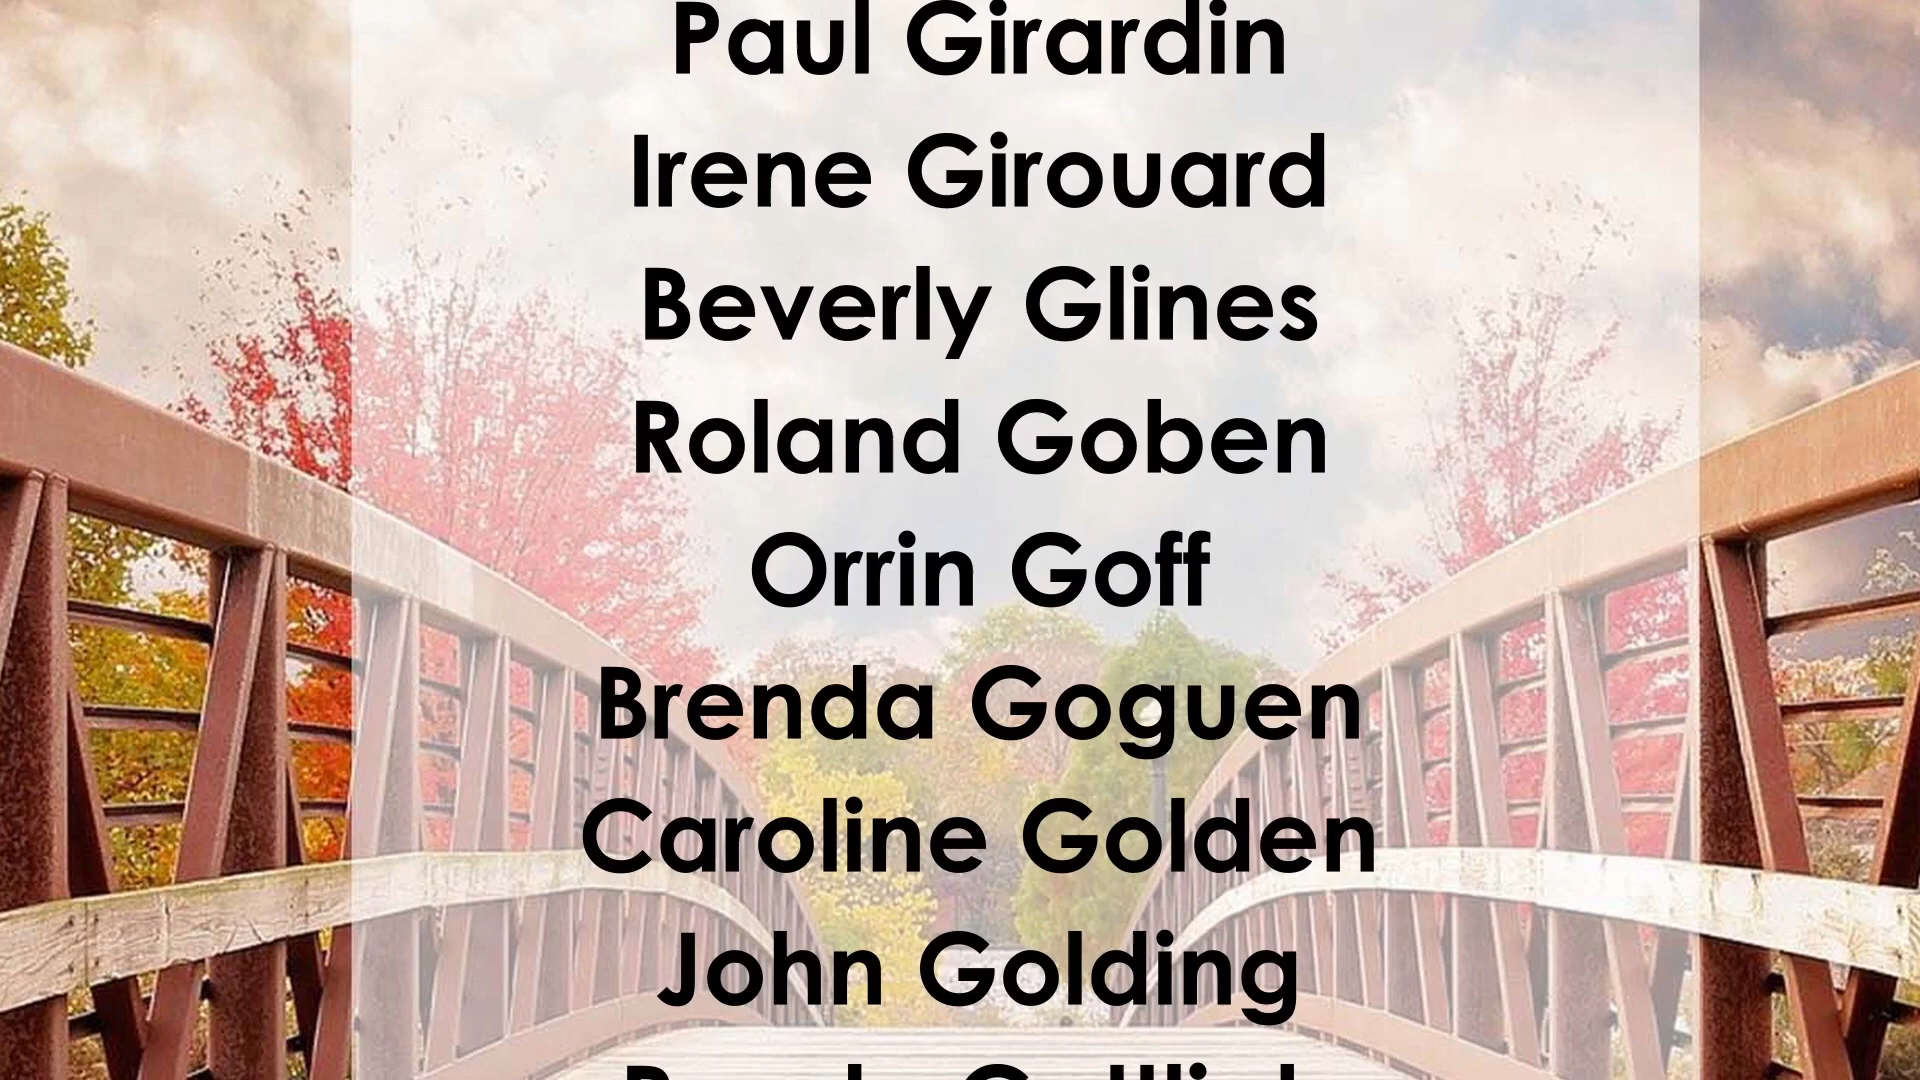 Paul Girardin
Irene Girouard
Beverly Glines
Roland Goben
Orrin Goff
Brenda Goguen
Caroline Golden
John Golding